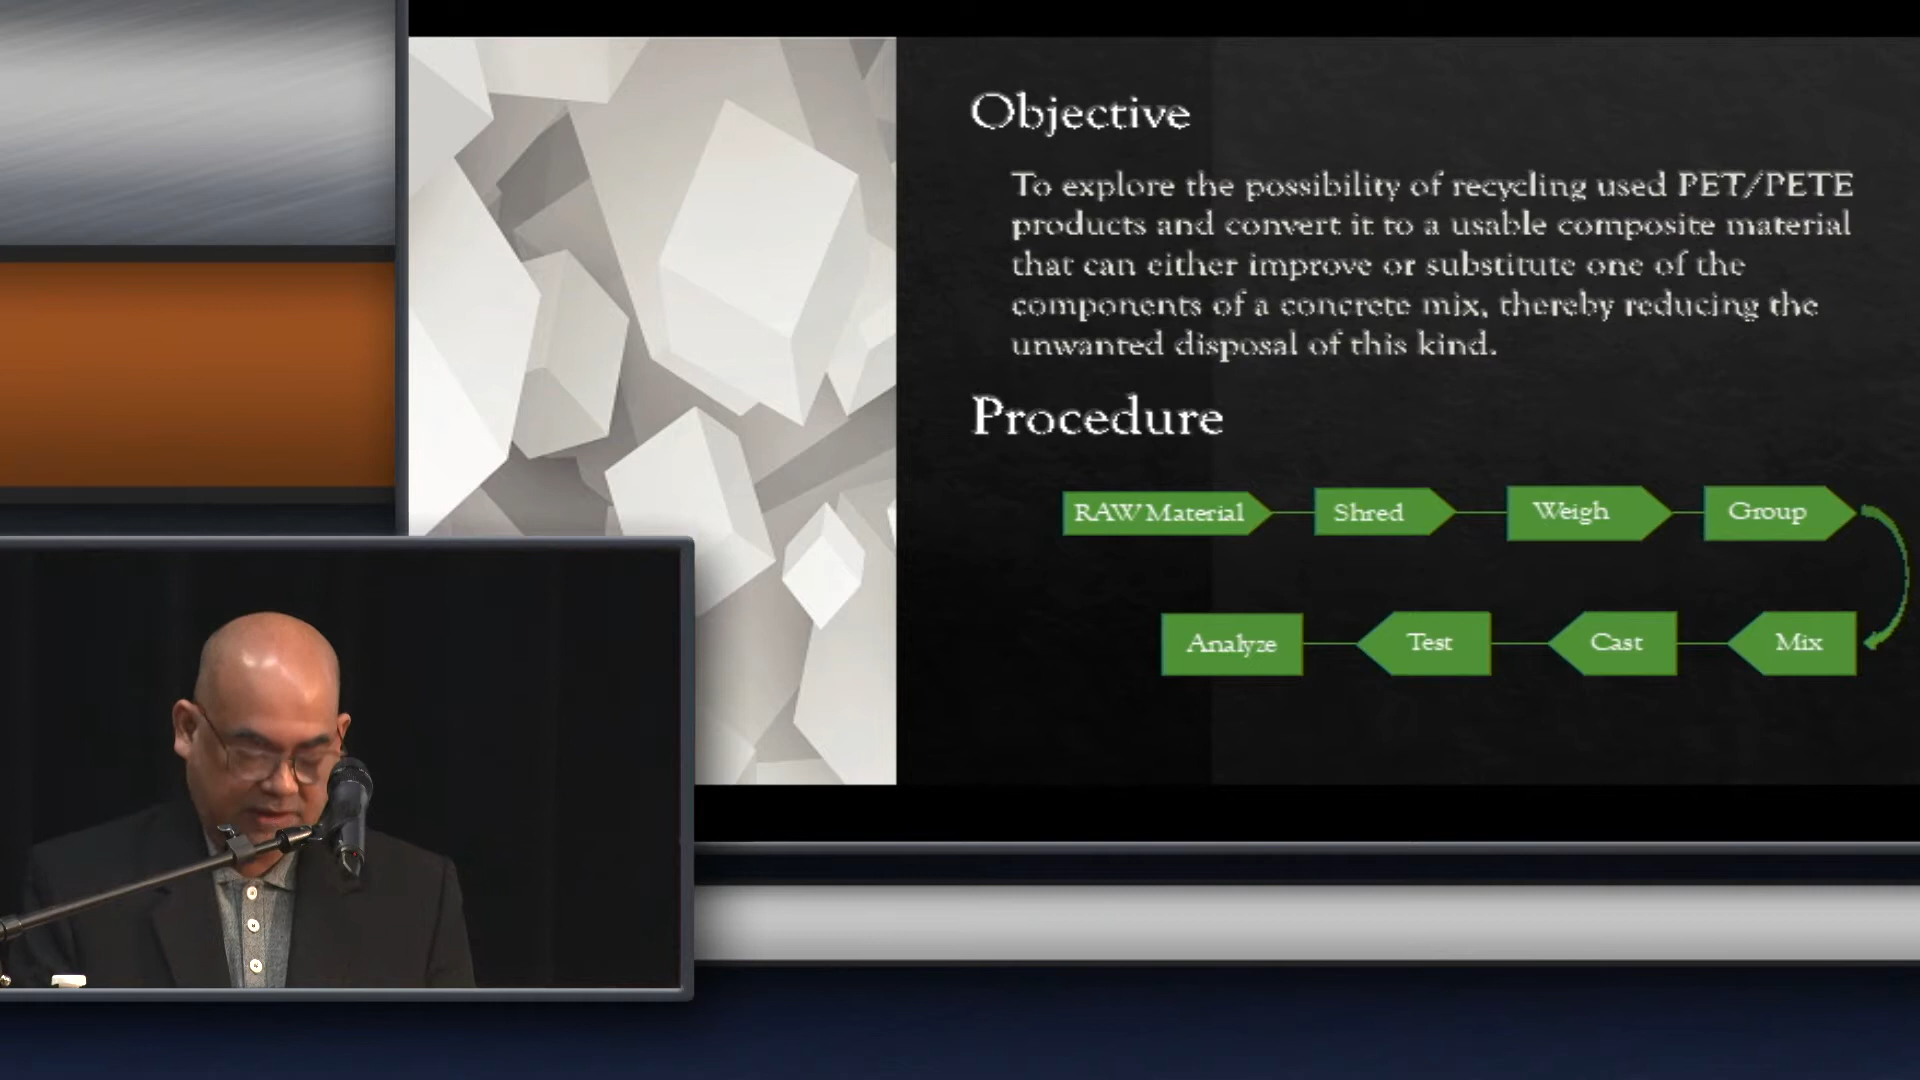 Objective
To explore the possibility of recycling used PET/PETE
products and convert it to a usable composite material
that can either improve or substitute one of the
components of a concrete mix, thereby reducing the
unwanted disposal of this kind.
Procedure
RAW Material
Shred
Weigh
Group
Mix
Cast
Test
Analyze